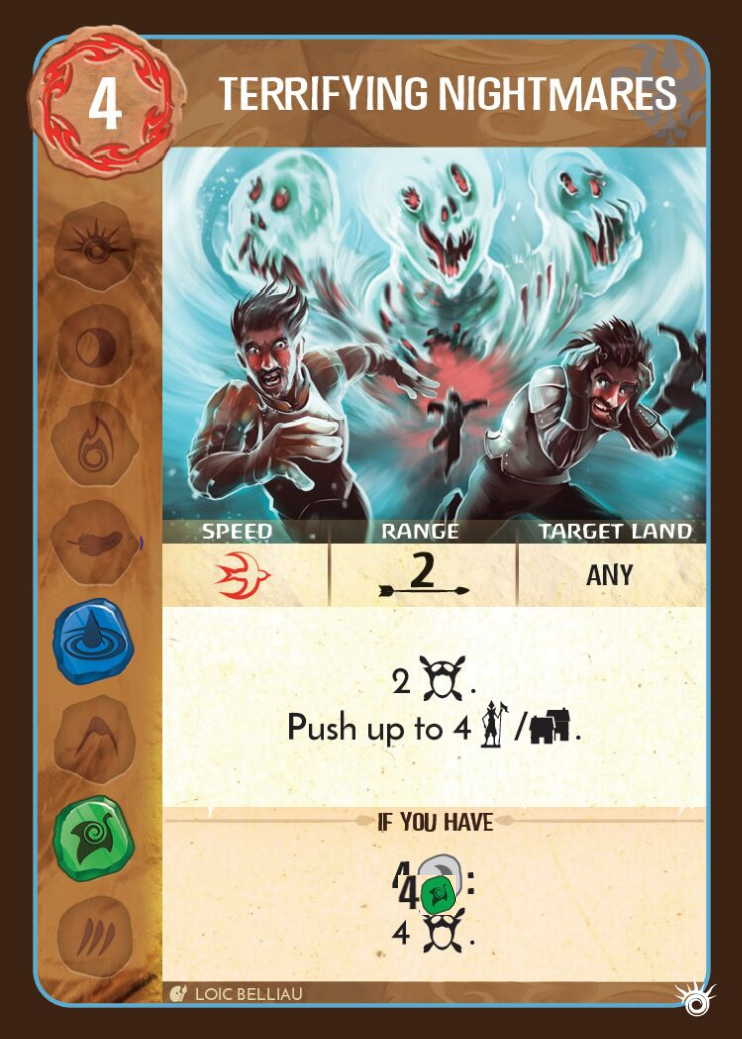 4
TERRIFYING NIGHTMARES
SPEED RANGE TARGET LAND
2 ANY
2 .
Push up to 4 / .
IF YOU HAVE
4 :
4
4 .
LOIC BELLIAU